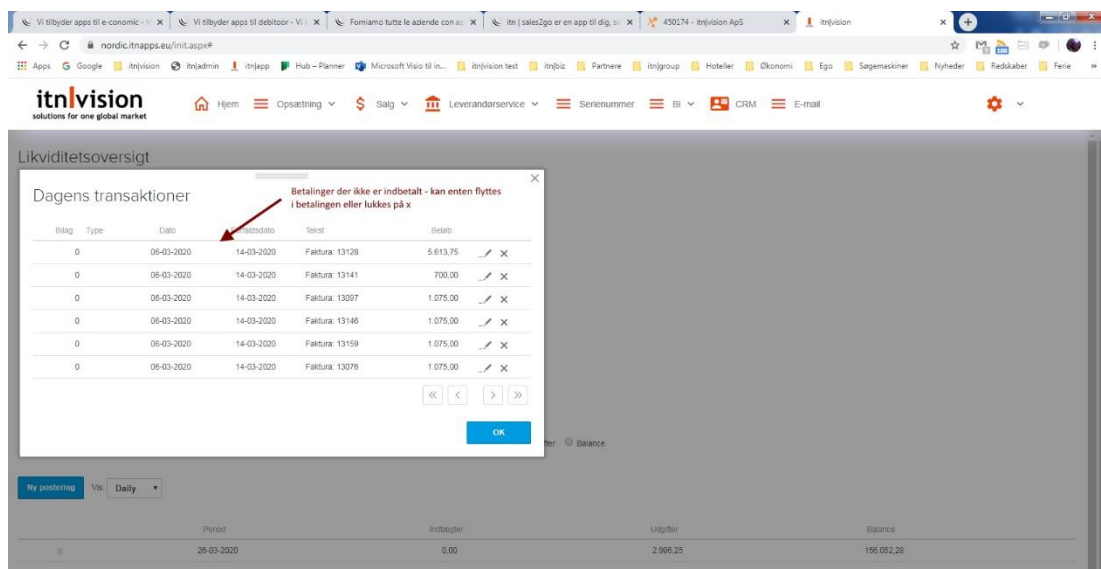 Vi tilbyder apps til e-conomic - V
Vi tilbyder apps til debitoor - Vi
Forniamo tutte le aziende con ap
itn | sales2go er en app til dig, so
450174 - itn|vision ApS
itn|vision
nordic.itnapps.eu/init.aspx#
Apps
Google
itn|vision
itn|admin
itn|app
Hub – Planner
Microsoft Visio til in...
itn|vision test
itn|biz
Partnere
itn|group
Hoteller
Økonomi
Ego
Søgemaskiner
Nyheder
Redskaber
Ferie
»
itn|vision
solutions for one global market
Hjem
Opsætning
Salg
Leverandørservice
Serienummer
BI
CRM
E-mail
Likviditetsoversigt
Dagens transaktioner
Betalinger der ikke er indbetalt - kan enten flyttes
i betalingen eller lukkes på x
Bilag Type Dato Forfaldsdato Tekst Beløb
0 06-03-2020 14-03-2020 Faktura: 13128 5.613,75
0 06-03-2020 14-03-2020 Faktura: 13141 700,00
0 06-03-2020 14-03-2020 Faktura: 13097 1.075,00
0 06-03-2020 14-03-2020 Faktura: 13146 1.075,00
0 06-03-2020 14-03-2020 Faktura: 13159 1.075,00
0 06-03-2020 14-03-2020 Faktura: 13076 1.075,00
OK
fter Balance
Ny postering Vis: Daily
Period Indtægter Udgifter Balance
26-03-2020 0,00 2.996,25 156.052,28